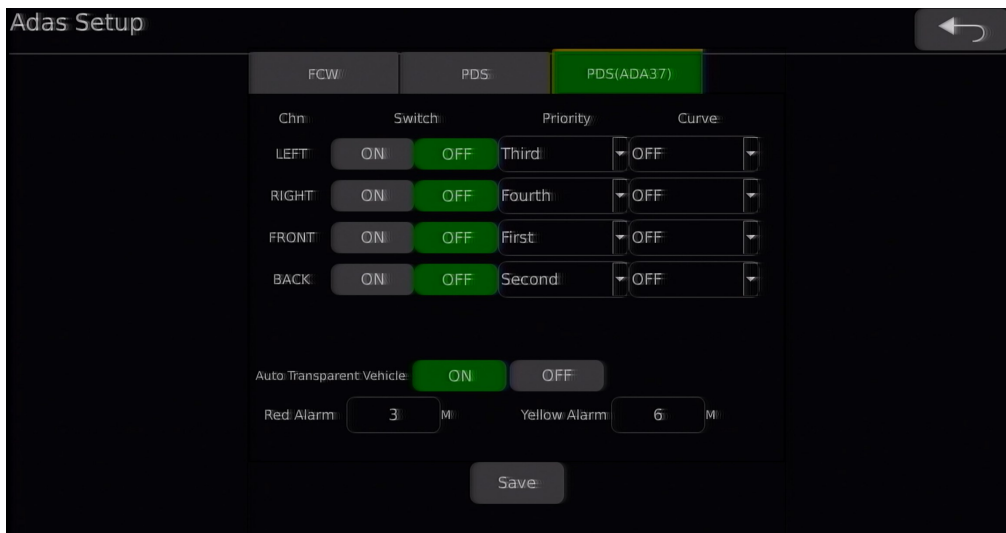 Adas Setup
FCW PDS PDS(ADA37)
Chn Switch Priority Curve
LEFT ON OFF Third OFF
RIGHT ON OFF Fourth OFF
FRONT ON OFF First OFF
BACK ON OFF Second OFF
Auto Transparent Vehicle ON OFF
Red Alarm 3 M Yellow Alarm 6 M
Save